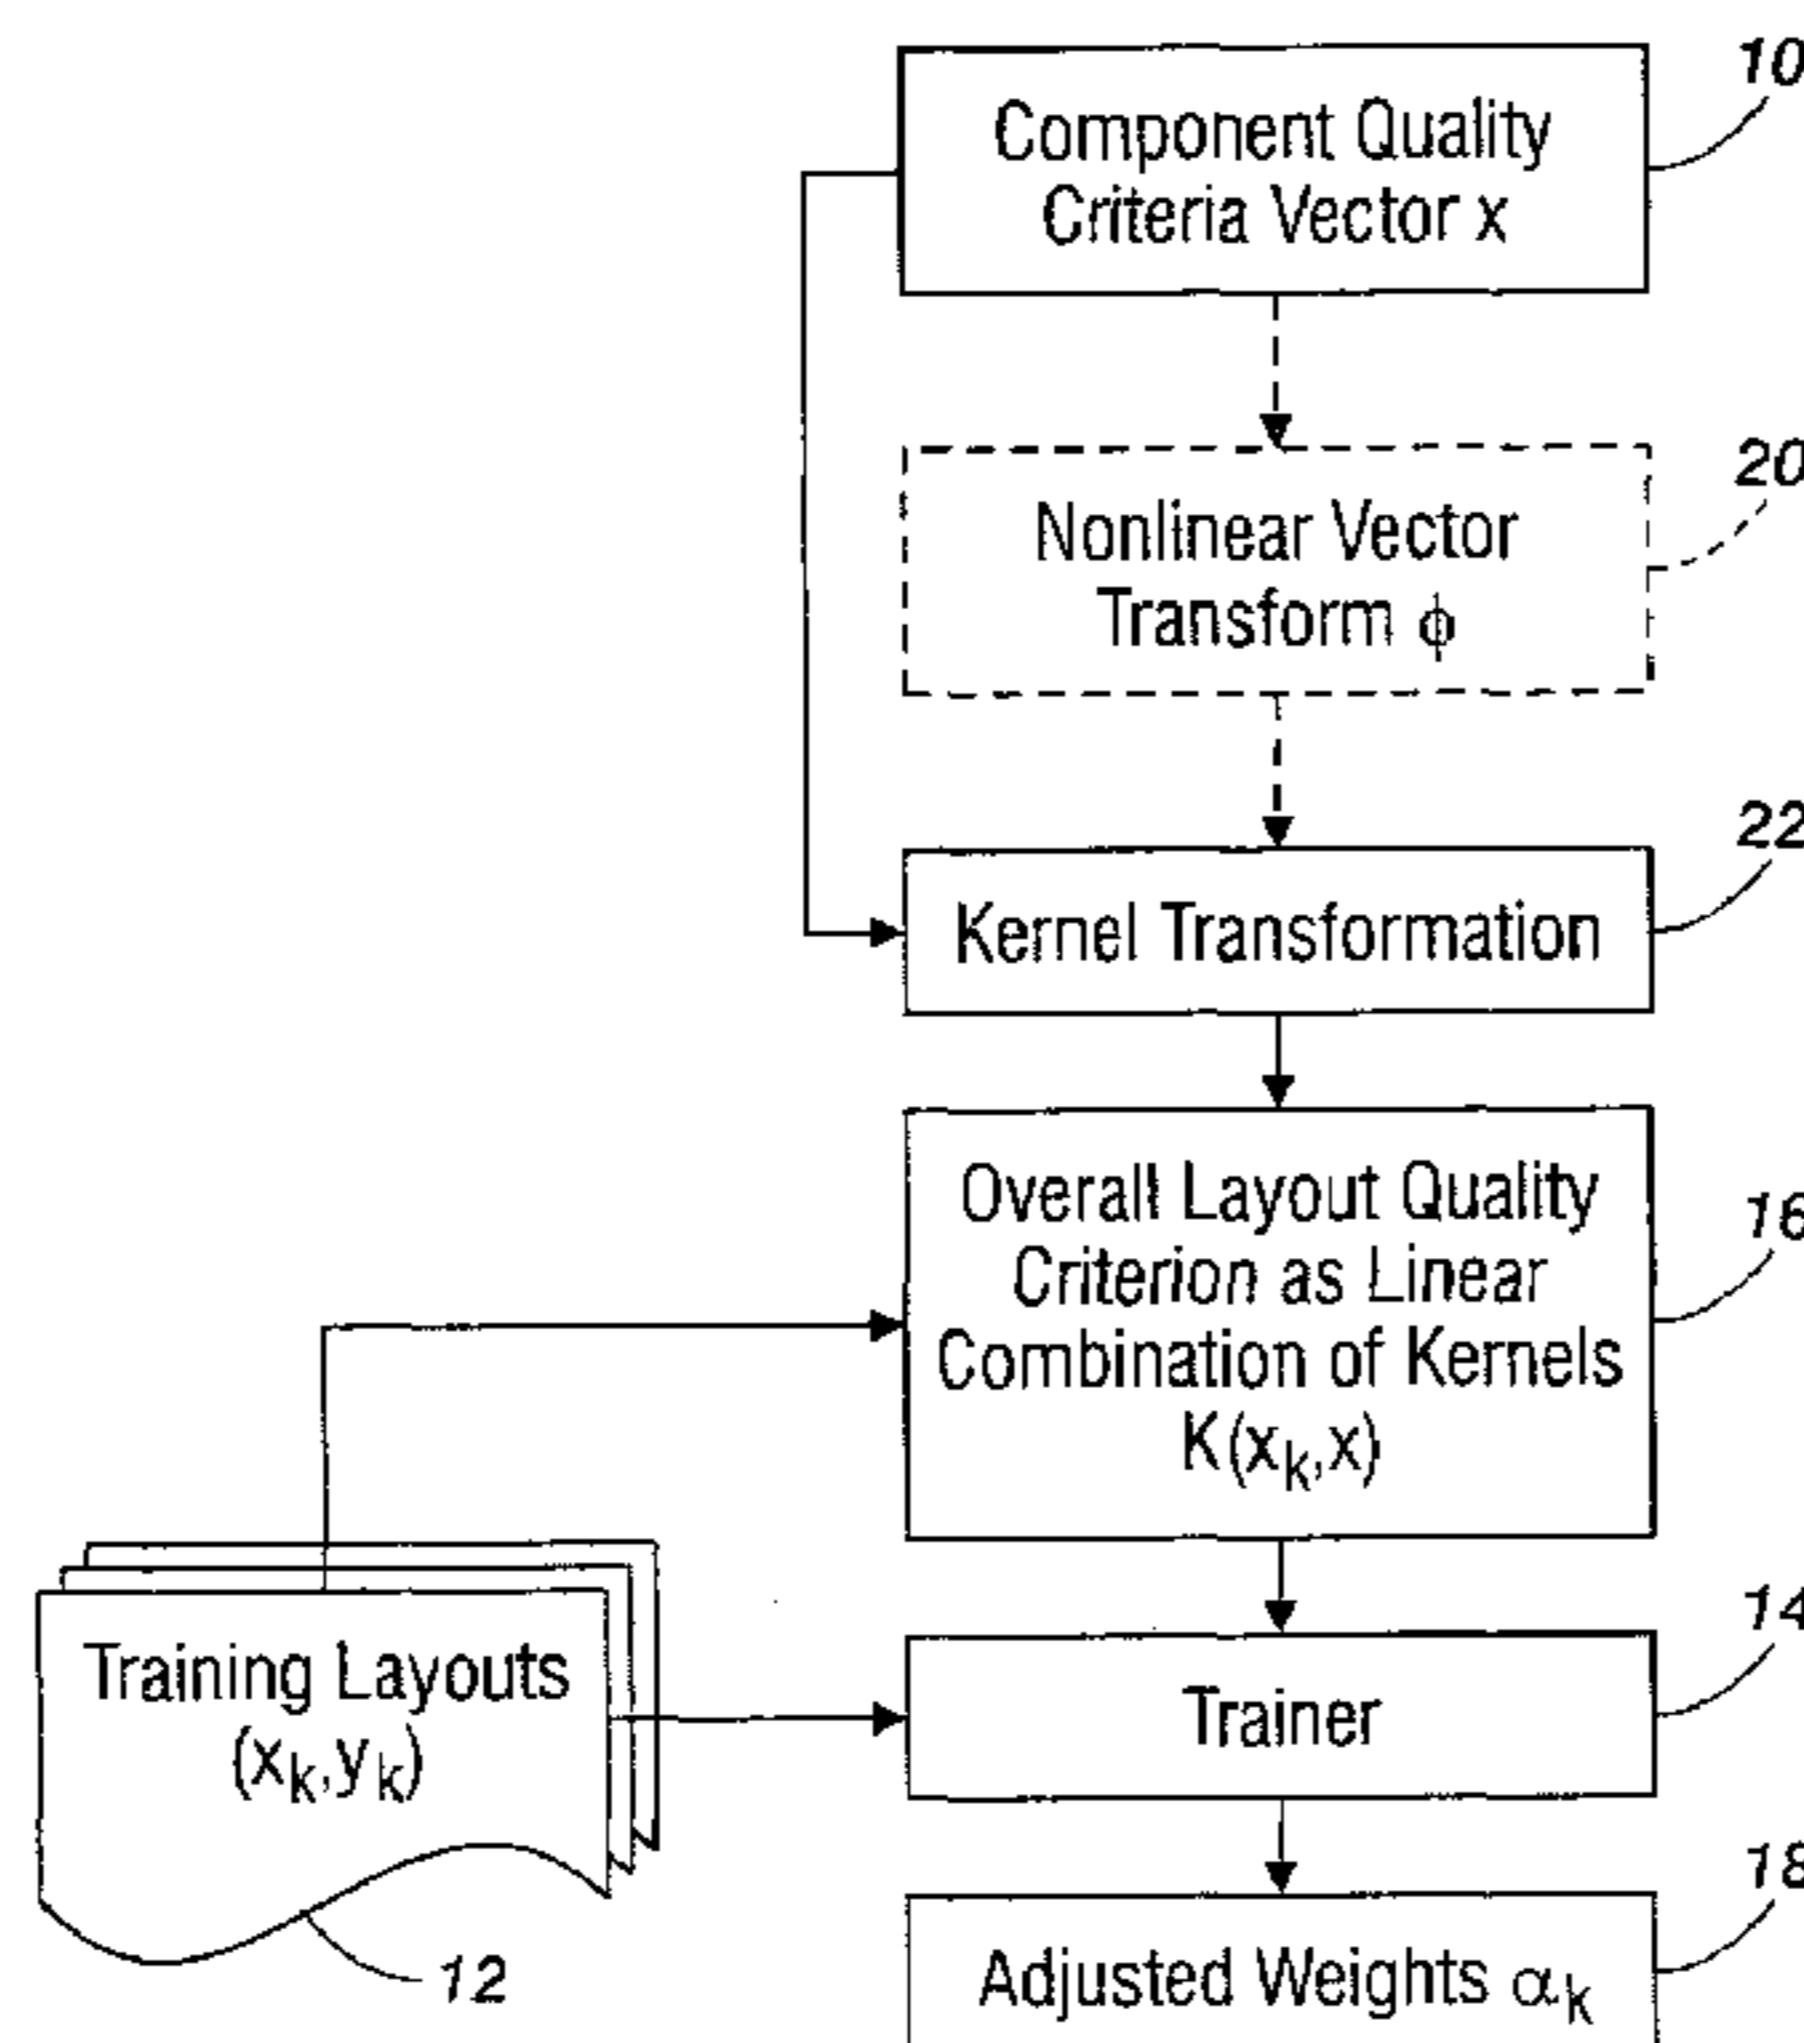 10
Component Quality
Criteria Vector x
20
Nonlinear Vector
Transform ϕ
22
Kernel Transformation
16
Overall Layout Quality
Criterion as Linear
Combination of Kernels
K(xₖ,x)
14
Training Layouts
(xₖ,yₖ)
Trainer
18
12
Adjusted Weights αₖ